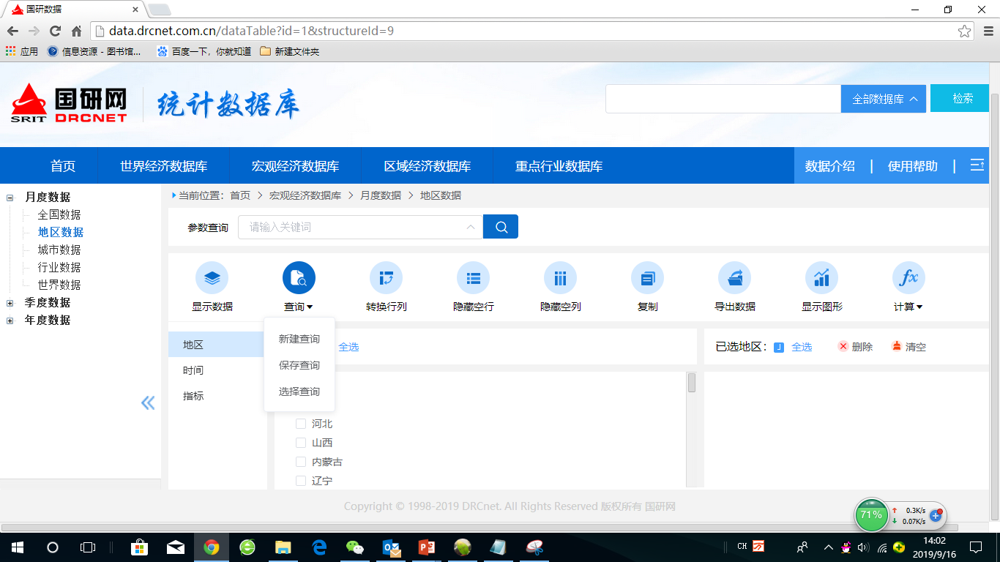 国研数据
data.drcnet.com.cn/dataTable?id=1&structureId=9
应用 信息资源 - 图书馆... 百度一下，你就知道 新建文件夹
SRIT 国研网 DRCNET 统计数据库
全部数据库 检索
首页 世界经济数据库 宏观经济数据库 区域经济数据库 重点行业数据库 数据介绍 | 使用帮助 |
月度数据
全国数据
地区数据
城市数据
行业数据
世界数据
季度数据
年度数据
当前位置： 首页 > 宏观经济数据库 > 月度数据 > 地区数据
参数查询 请输入关键词
显示数据 查询 转换行列 隐藏空行 隐藏空列 复制 导出数据 显示图形 计算
地区
时间
指标
新建查询
保存查询
选择查询
全选
河北
山西
内蒙古
辽宁
已选地区： 全选 删除 清空
Copyright © 1998-2019 DRCnet. All Rights Reserved 版权所有 国研网
71% 0.3K/s
0.07K/s
CH
14:02
2019/9/16